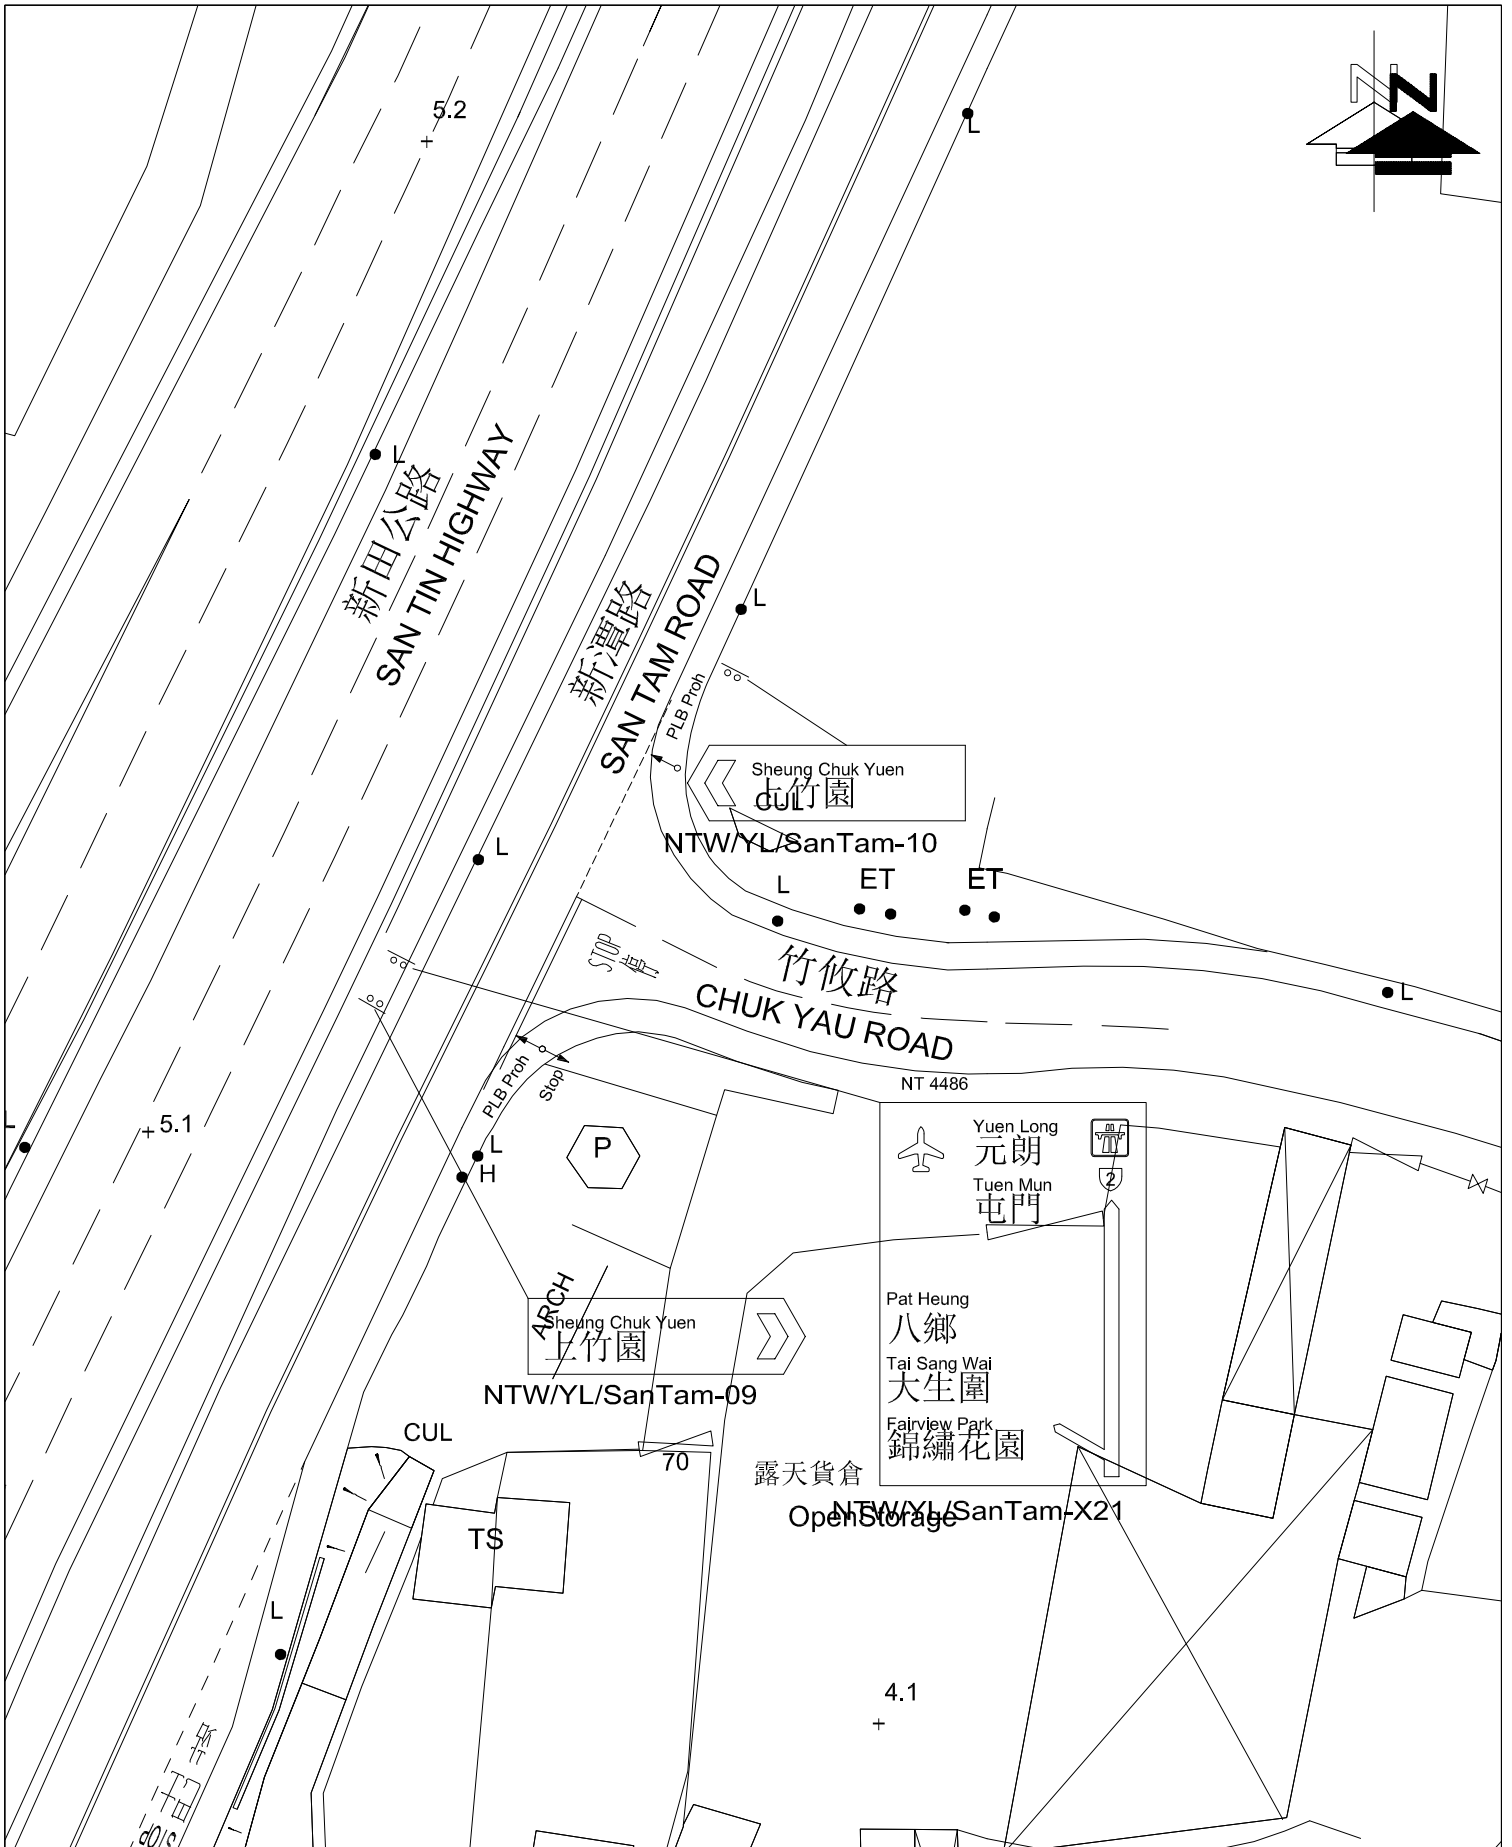 5.2
N
N
L
L
新田公路
SAN TIN HIGHWAY
新潭路
SAN TAM ROAD
L
PLB Proh
Sheung Chuk Yuen
上竹園
CUL
NTW/YL/SanTam-10
L
L
ET
ET
STOP
停
竹攸路
CHUK YAU ROAD
L
NT 4486
PLB Proh
Stop
L
5.1
P
L
H
Yuen Long
元朗
2
Tuen Mun
屯門
ARCH
Sheung Chuk Yuen
上竹園
NTW/YL/SanTam-09
Pat Heung
八鄉
Tai Sang Wai
大生圍
Fairview Park
錦繡花園
CUL
70
露天貨倉
OpenStorage
NTW/YL/SanTam-X21
TS
L
4.1
STOP